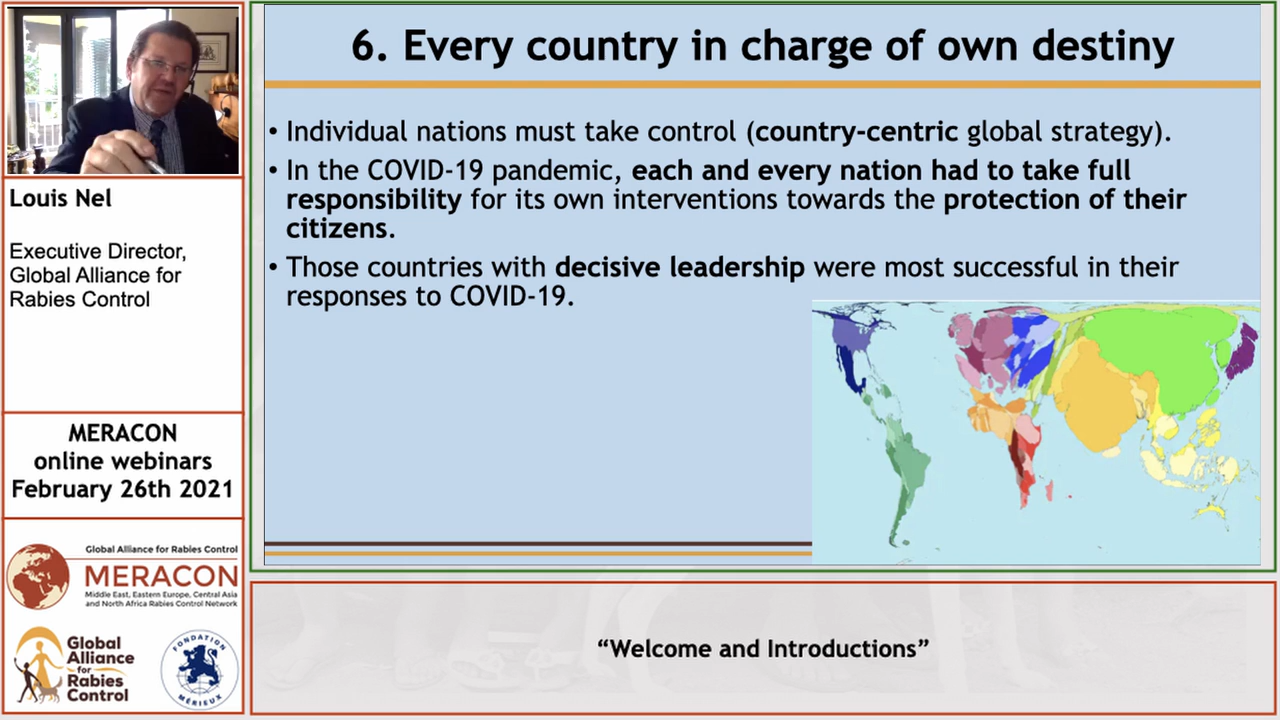 6. Every country in charge of own destiny
• Individual nations must take control (country-centric global strategy).
• In the COVID-19 pandemic, each and every nation had to take full
responsibility for its own interventions towards the protection of their
citizens.
• Those countries with decisive leadership were most successful in their
responses to COVID-19.
Louis Nel
Executive Director,
Global Alliance for
Rabies Control
MERACON
online webinars
February 26th 2021
Global Alliance for Rabies Control
MERACON
Middle East, Eastern Europe, Central Asia
and North Africa Rabies Control Network
Global
Alliance
for
Rabies
Control
FONDATION
MÉRIEUX
“Welcome and Introductions”